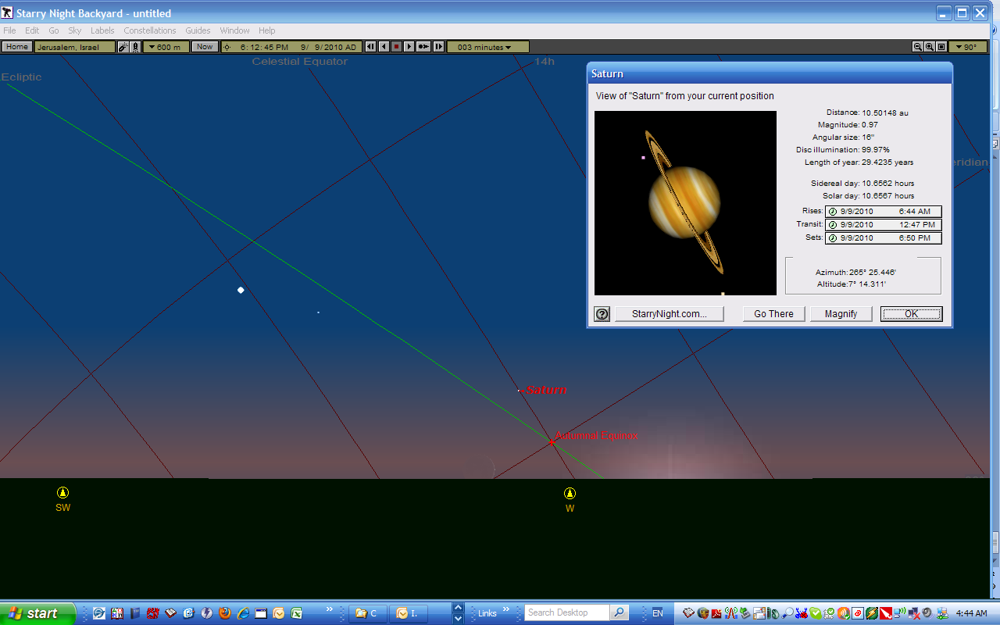 Starry Night Backyard - untitled
File Edit Go Sky Labels Constellations Guides Window Help
Home Jerusalem, Israel 600 m Now 6: 12: 45 PM 9/ 9/2010 AD 003 minutes 90°
Celestial Equator
14h
Ecliptic
Saturn
View of "Saturn" from your current position
Distance: 10.50148 au
Magnitude: 0.97
Angular size: 16"
Disc illumination: 99.97%
Length of year: 29.4235 years
eridian
Sidereal day: 10.6562 hours
Solar day: 10.6567 hours
Rises: 9/9/2010 6:44 AM
Transit: 9/9/2010 12:47 PM
Sets: 9/9/2010 6:50 PM
Azimuth: 265° 25.446'
Altitude: 7° 14.311'
? StarryNight.com... Go There Magnify OK
Saturn
Autumnal Equinox
SW
W
start
C
I.
Links
Search Desktop
EN
4:44 AM